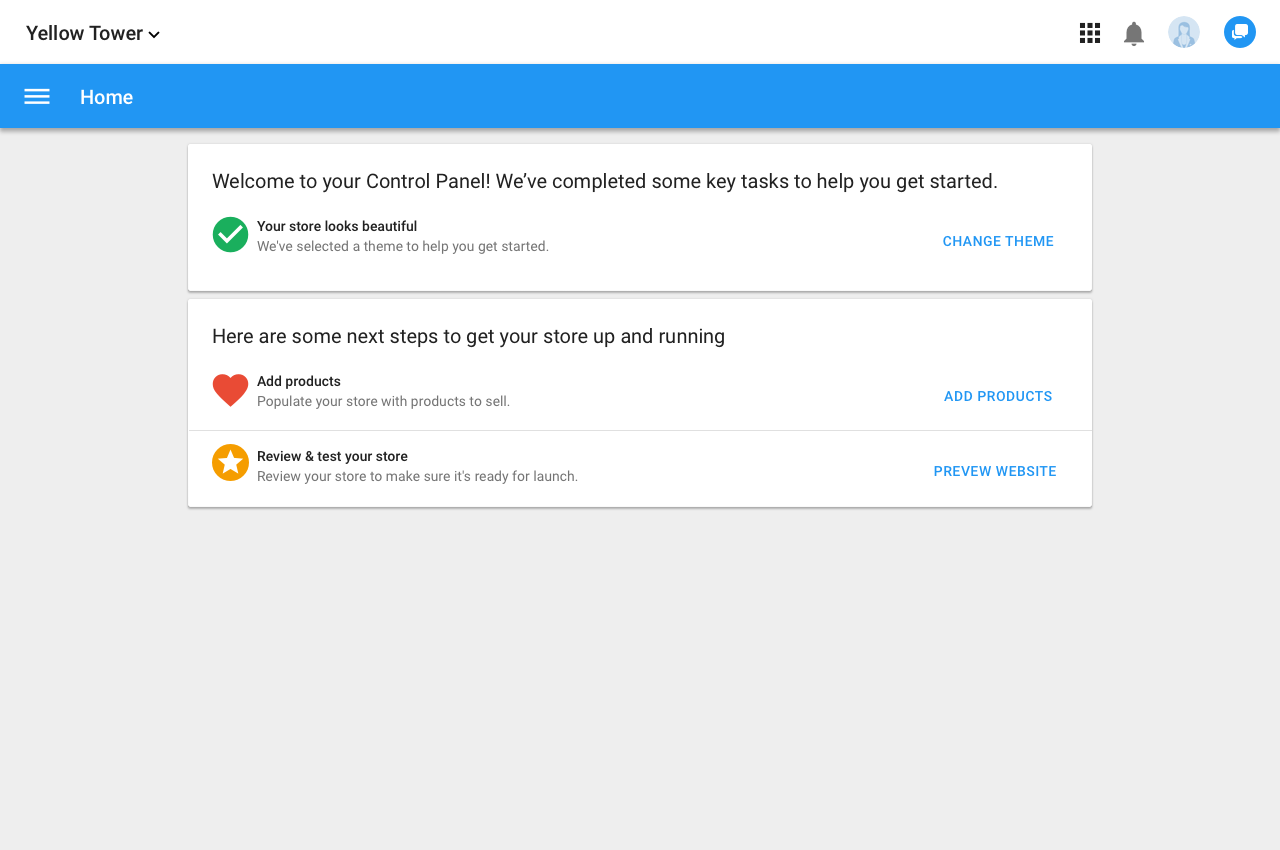 Yellow Tower
Home
Welcome to your Control Panel! We’ve completed some key tasks to help you get started.
Your store looks beautiful
We've selected a theme to help you get started.
CHANGE THEME
Here are some next steps to get your store up and running
Add products
Populate your store with products to sell.
ADD PRODUCTS
Review & test your store
Review your store to make sure it's ready for launch.
PREVEW WEBSITE